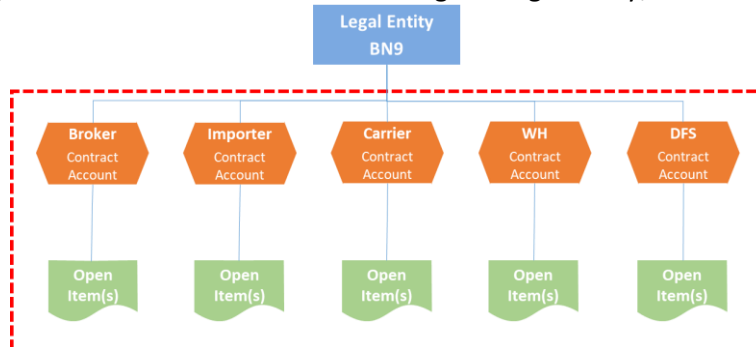 Legal Entity
BN9
Broker
Contract
Account
Importer
Contract
Account
Carrier
Contract
Account
WH
Contract
Account
DFS
Contract
Account
Open
Item(s)
Open
Item(s)
Open
Item(s)
Open
Item(s)
Open
Item(s)